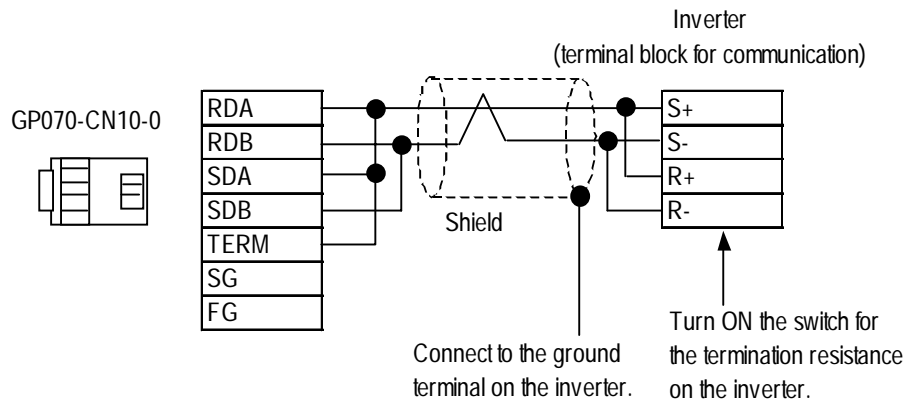 Inverter
(terminal block for communication)
GP070-CN10-0
RDA
RDB
SDA
SDB
TERM
SG
FG
Shield
S+
S-
R+
R-
Connect to the ground
terminal on the inverter.
Turn ON the switch for
the termination resistance
on the inverter.